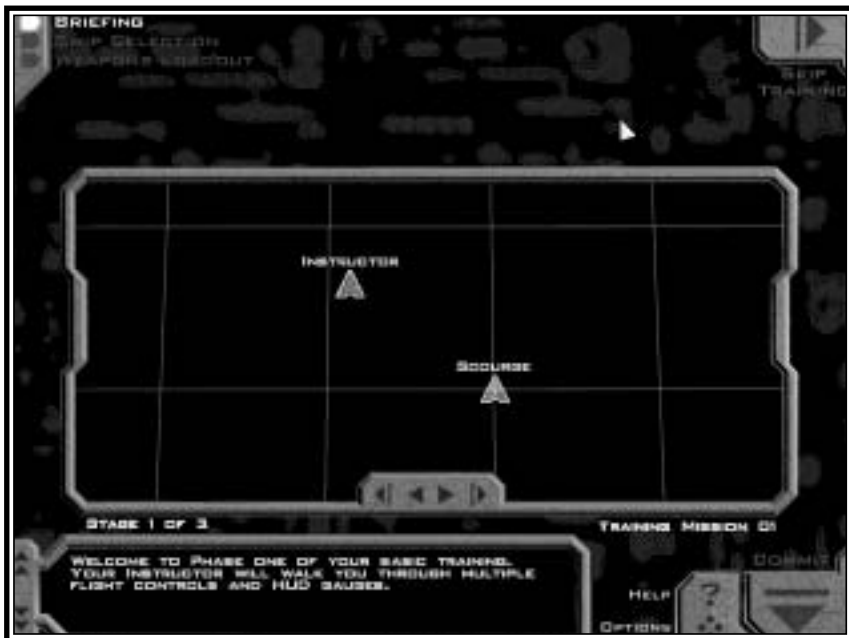 Briefing
Ship Selection
Weapons Loadout
Skip
Training
Instructor
Scourge
Stage 1 of 3
Training Mission 01
Welcome to Phase one of your basic training.
Your Instructor will walk you through multiple
flight controls and HUD gauges.
Commit
Help
?
Options